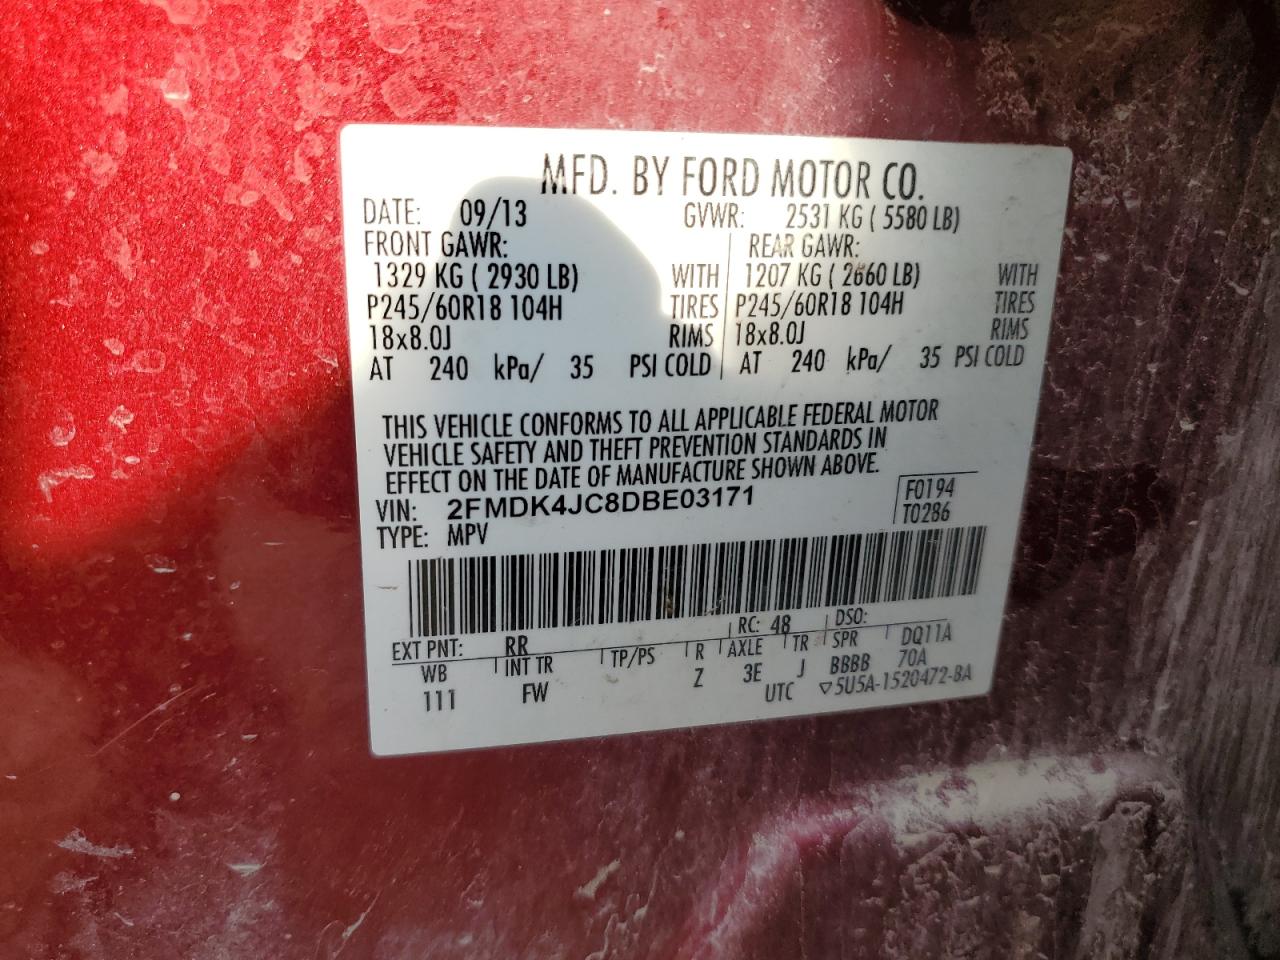 MFD. BY FORD MOTOR CO.
DATE: 09/13 GVWR: 2531 KG ( 5580 LB)
FRONT GAWR: REAR GAWR:
1329 KG ( 2930 LB) WITH 1207 KG ( 2660 LB) WITH
P245/60R18 104H TIRES P245/60R18 104H TIRES
18x8.0J RIMS 18x8.0J RIMS
AT 240 kPa/ 35 PSI COLD AT 240 kPa/ 35 PSI COLD
THIS VEHICLE CONFORMS TO ALL APPLICABLE FEDERAL MOTOR
VEHICLE SAFETY AND THEFT PREVENTION STANDARDS IN
EFFECT ON THE DATE OF MANUFACTURE SHOWN ABOVE.
VIN: 2FMDK4JC8DBE03171 F0194
TYPE: MPV T0286
EXT PNT: RR RC: 48 DSO:
WB INT TR TP/PS R AXLE TR SPR DQ11A
111 FW Z 3E J BBBB 70A
UTC ▽5U5A-1520472-BA